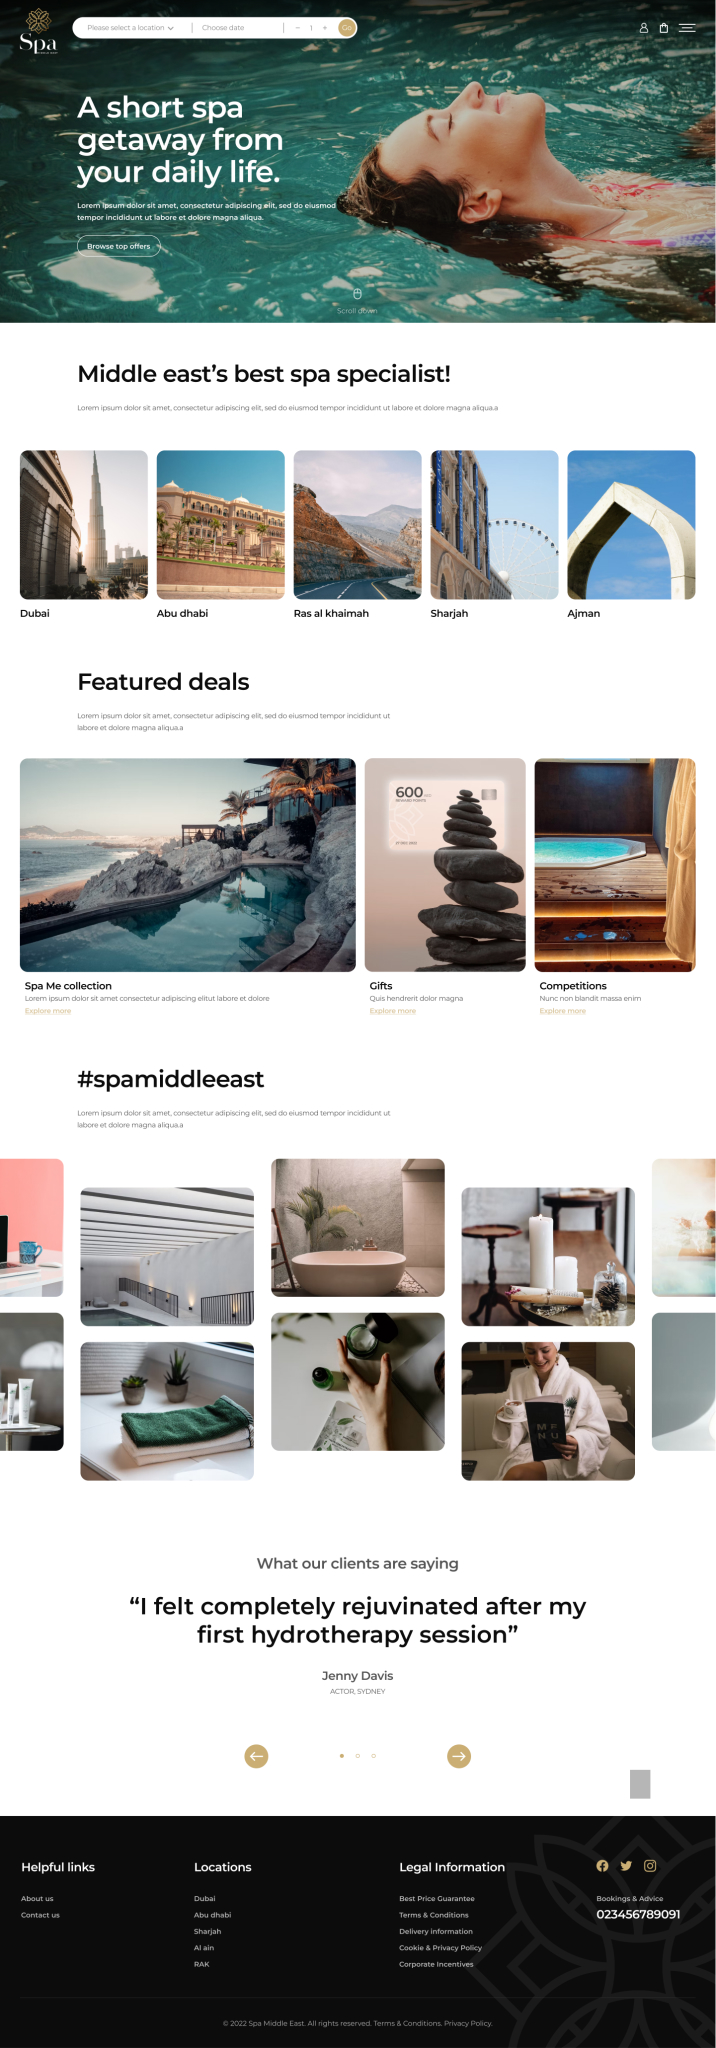 Spa
Please select a location
Choose date
− 1 +
Go
A short spa
getaway from
your daily life.
Lorem ipsum dolor sit amet, consectetur adipiscing elit, sed do eiusmod
tempor incididunt ut labore et dolore magna aliqua.
Browse top offers
Scroll down
Middle east’s best spa specialist!
Lorem ipsum dolor sit amet, consectetur adipiscing elit, sed do eiusmod tempor incididunt ut labore et dolore magna aliqua.a
Dubai
Abu dhabi
Ras al khaimah
Sharjah
Ajman
Featured deals
Lorem ipsum dolor sit amet, consectetur adipiscing elit, sed do eiusmod tempor incididunt ut
labore et dolore magna aliqua.a
600
REWARD POINTS
Spa Me collection
Lorem ipsum dolor sit amet consectetur adipiscing elitut labore et dolore
Explore more
Gifts
Quis hendrerit dolor magna
Explore more
Competitions
Nunc non blandit massa enim
Explore more
#spamiddleeast
Lorem ipsum dolor sit amet, consectetur adipiscing elit, sed do eiusmod tempor incididunt ut
labore et dolore magna aliqua.a
ME
NU
What our clients are saying
“I felt completely rejuvinated after my
first hydrotherapy session”
Jenny Davis
ACTOR, SYDNEY
Helpful links
About us
Contact us
Locations
Dubai
Abu dhabi
Sharjah
Al ain
RAK
Legal Information
Best Price Guarantee
Terms & Conditions
Delivery information
Cookie & Privacy Policy
Corporate Incentives
Bookings & Advice
023456789091
© 2022 Spa Middle East. All rights reserved. Terms & Conditions. Privacy Policy.